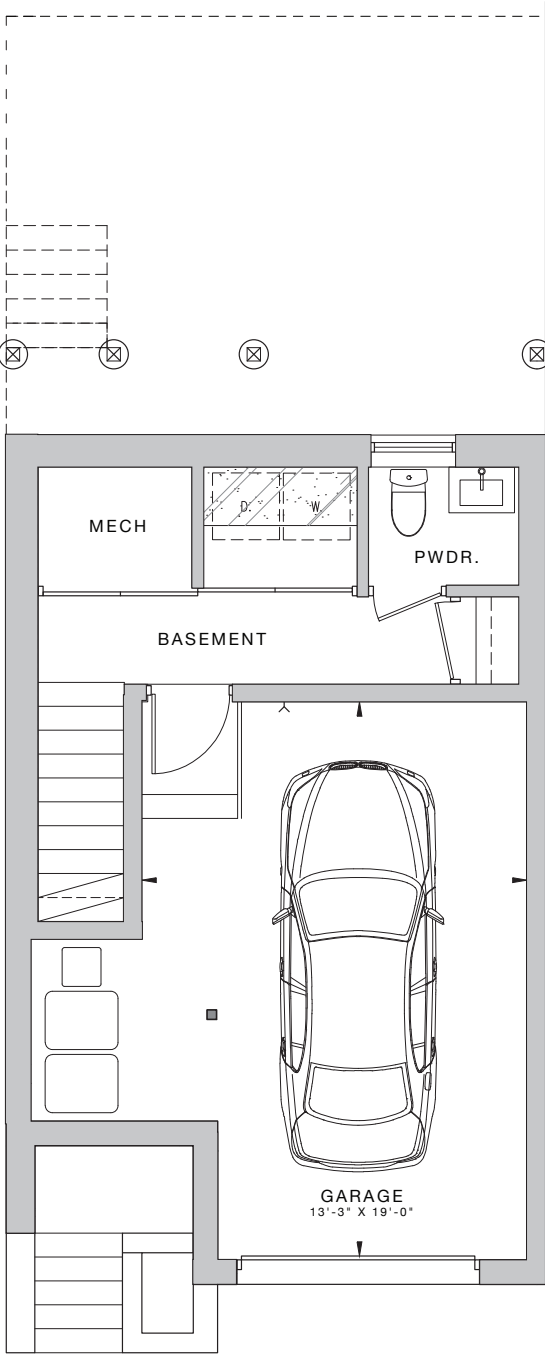 D. W.
MECH
PWDR.
BASEMENT
GARAGE
13'-3" X 19'-0"